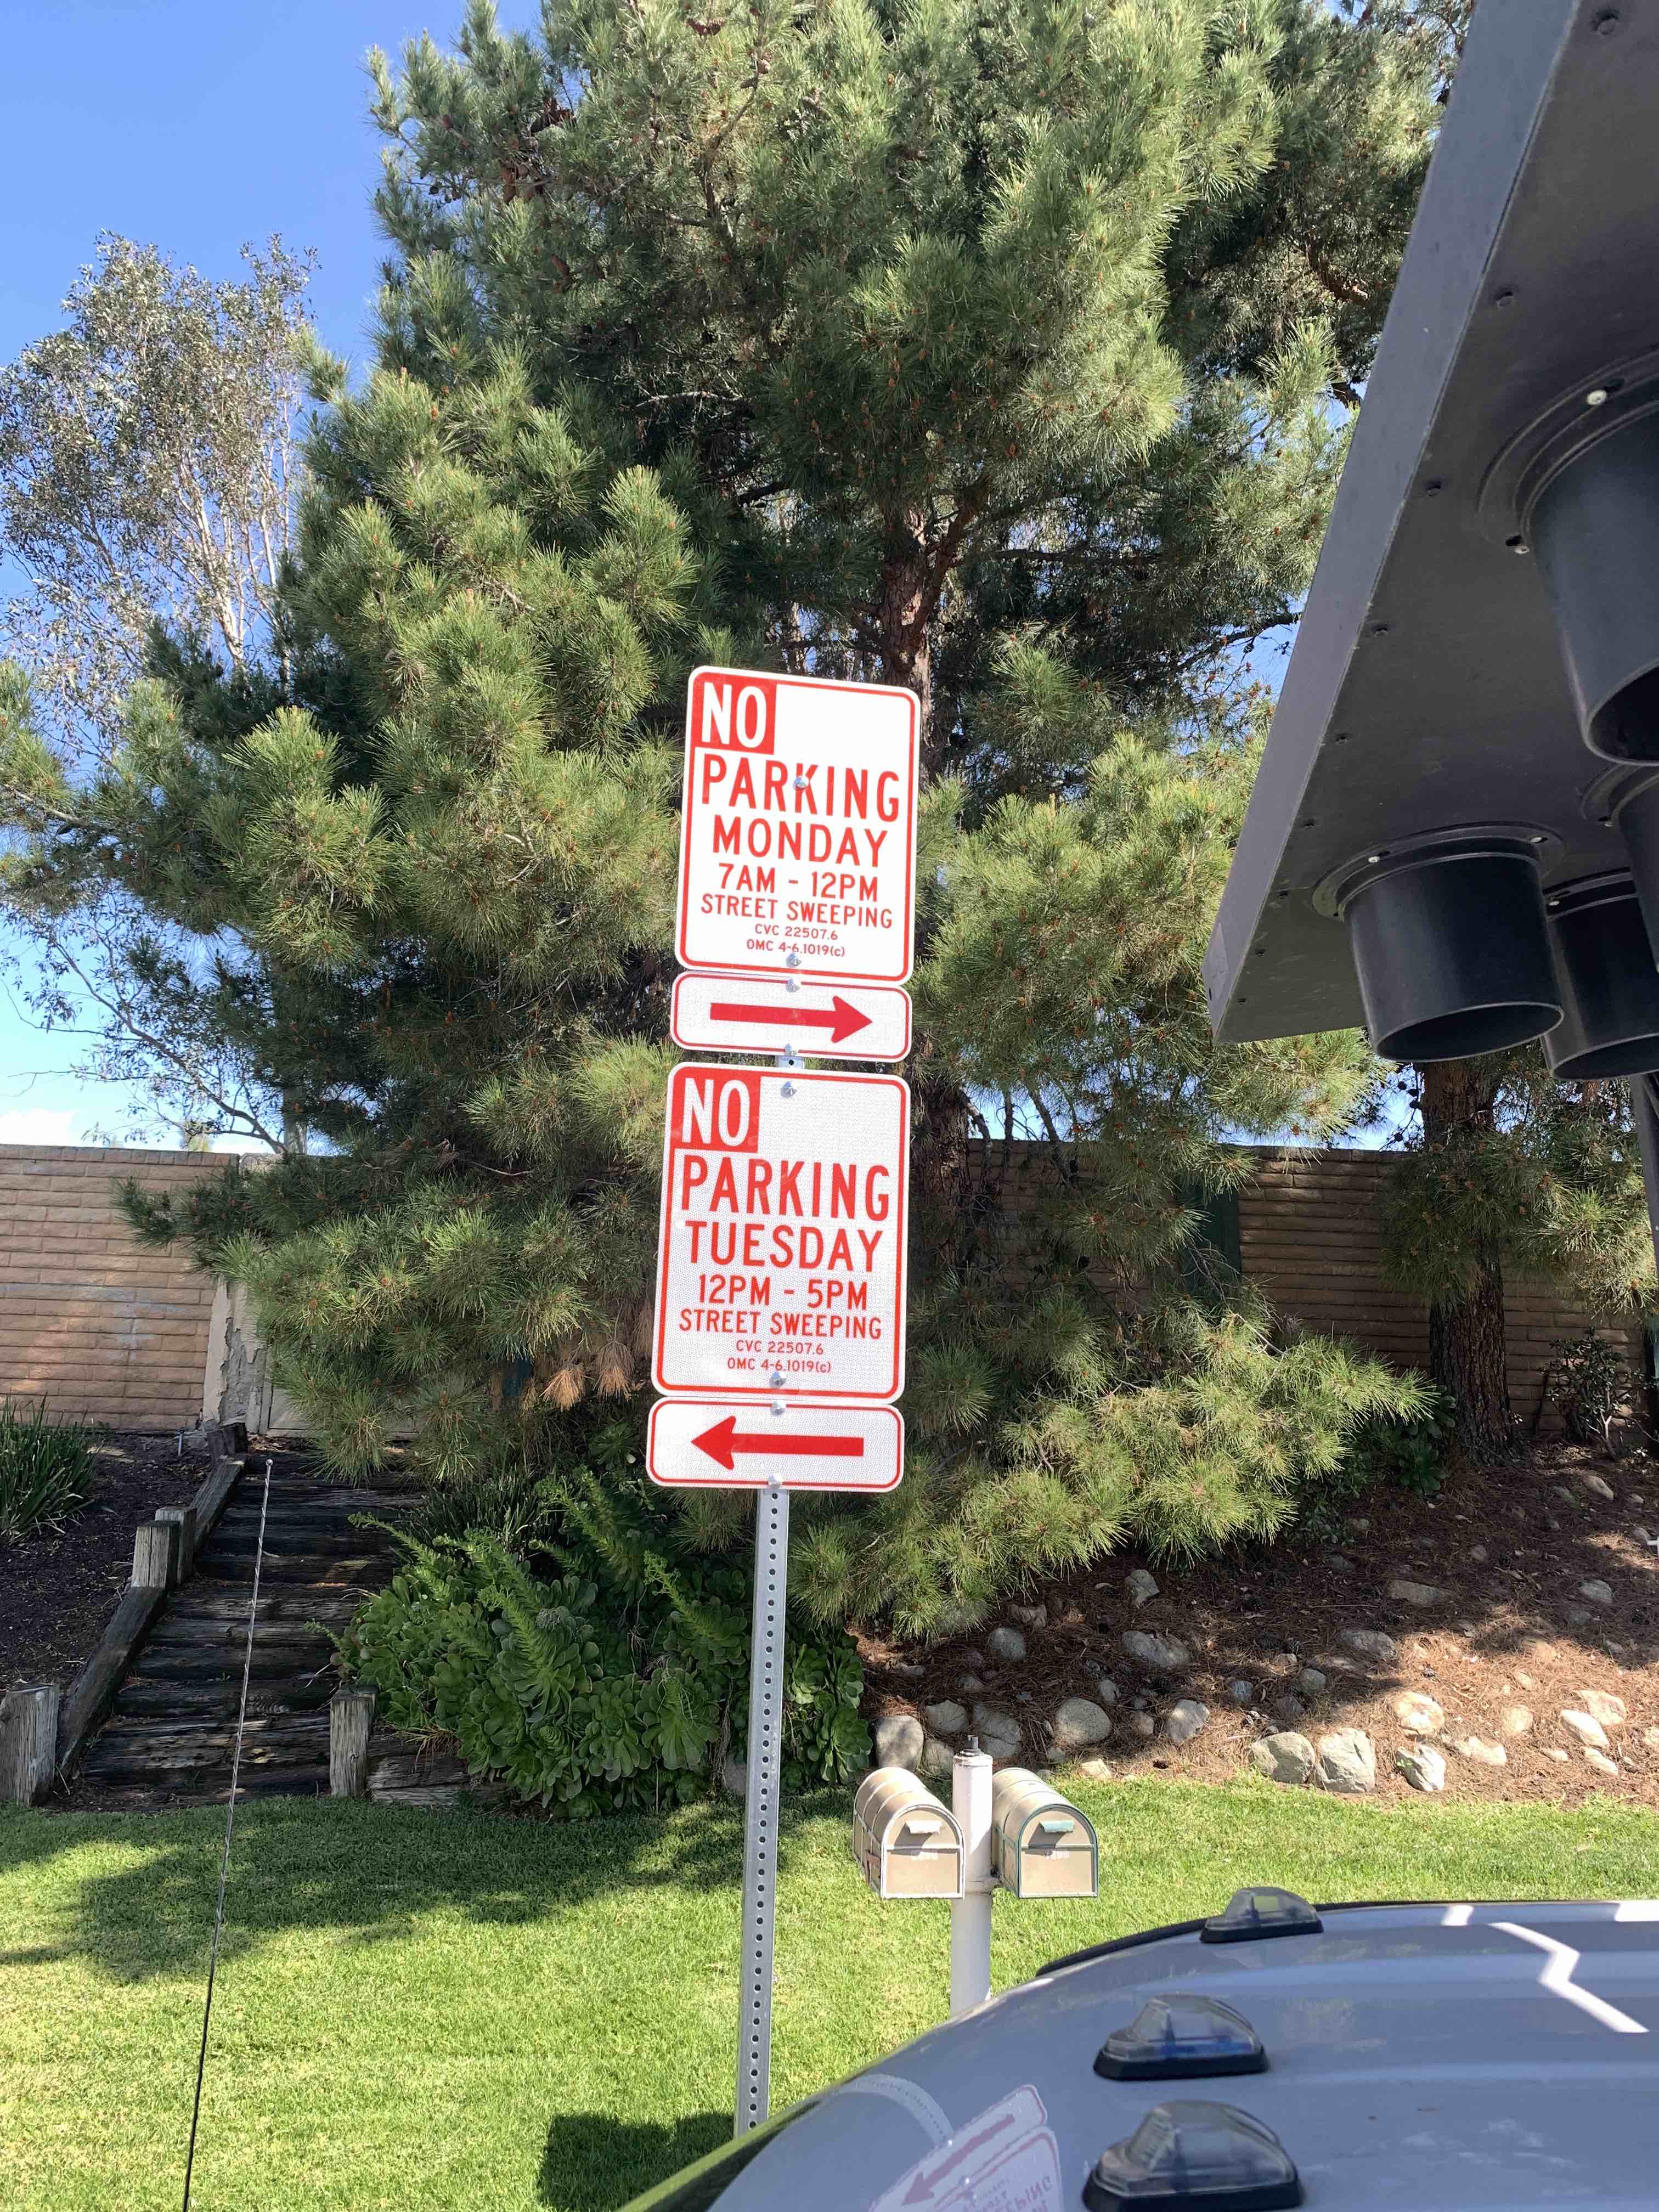 NO
PARKING
MONDAY
7AM - 12PM
STREET SWEEPING
CVC 22507.6
OMC 4-6.1019(c)
NO
PARKING
TUESDAY
12PM - 5PM
STREET SWEEPING
CVC 22507.6
OMC 4-6.1019(c)